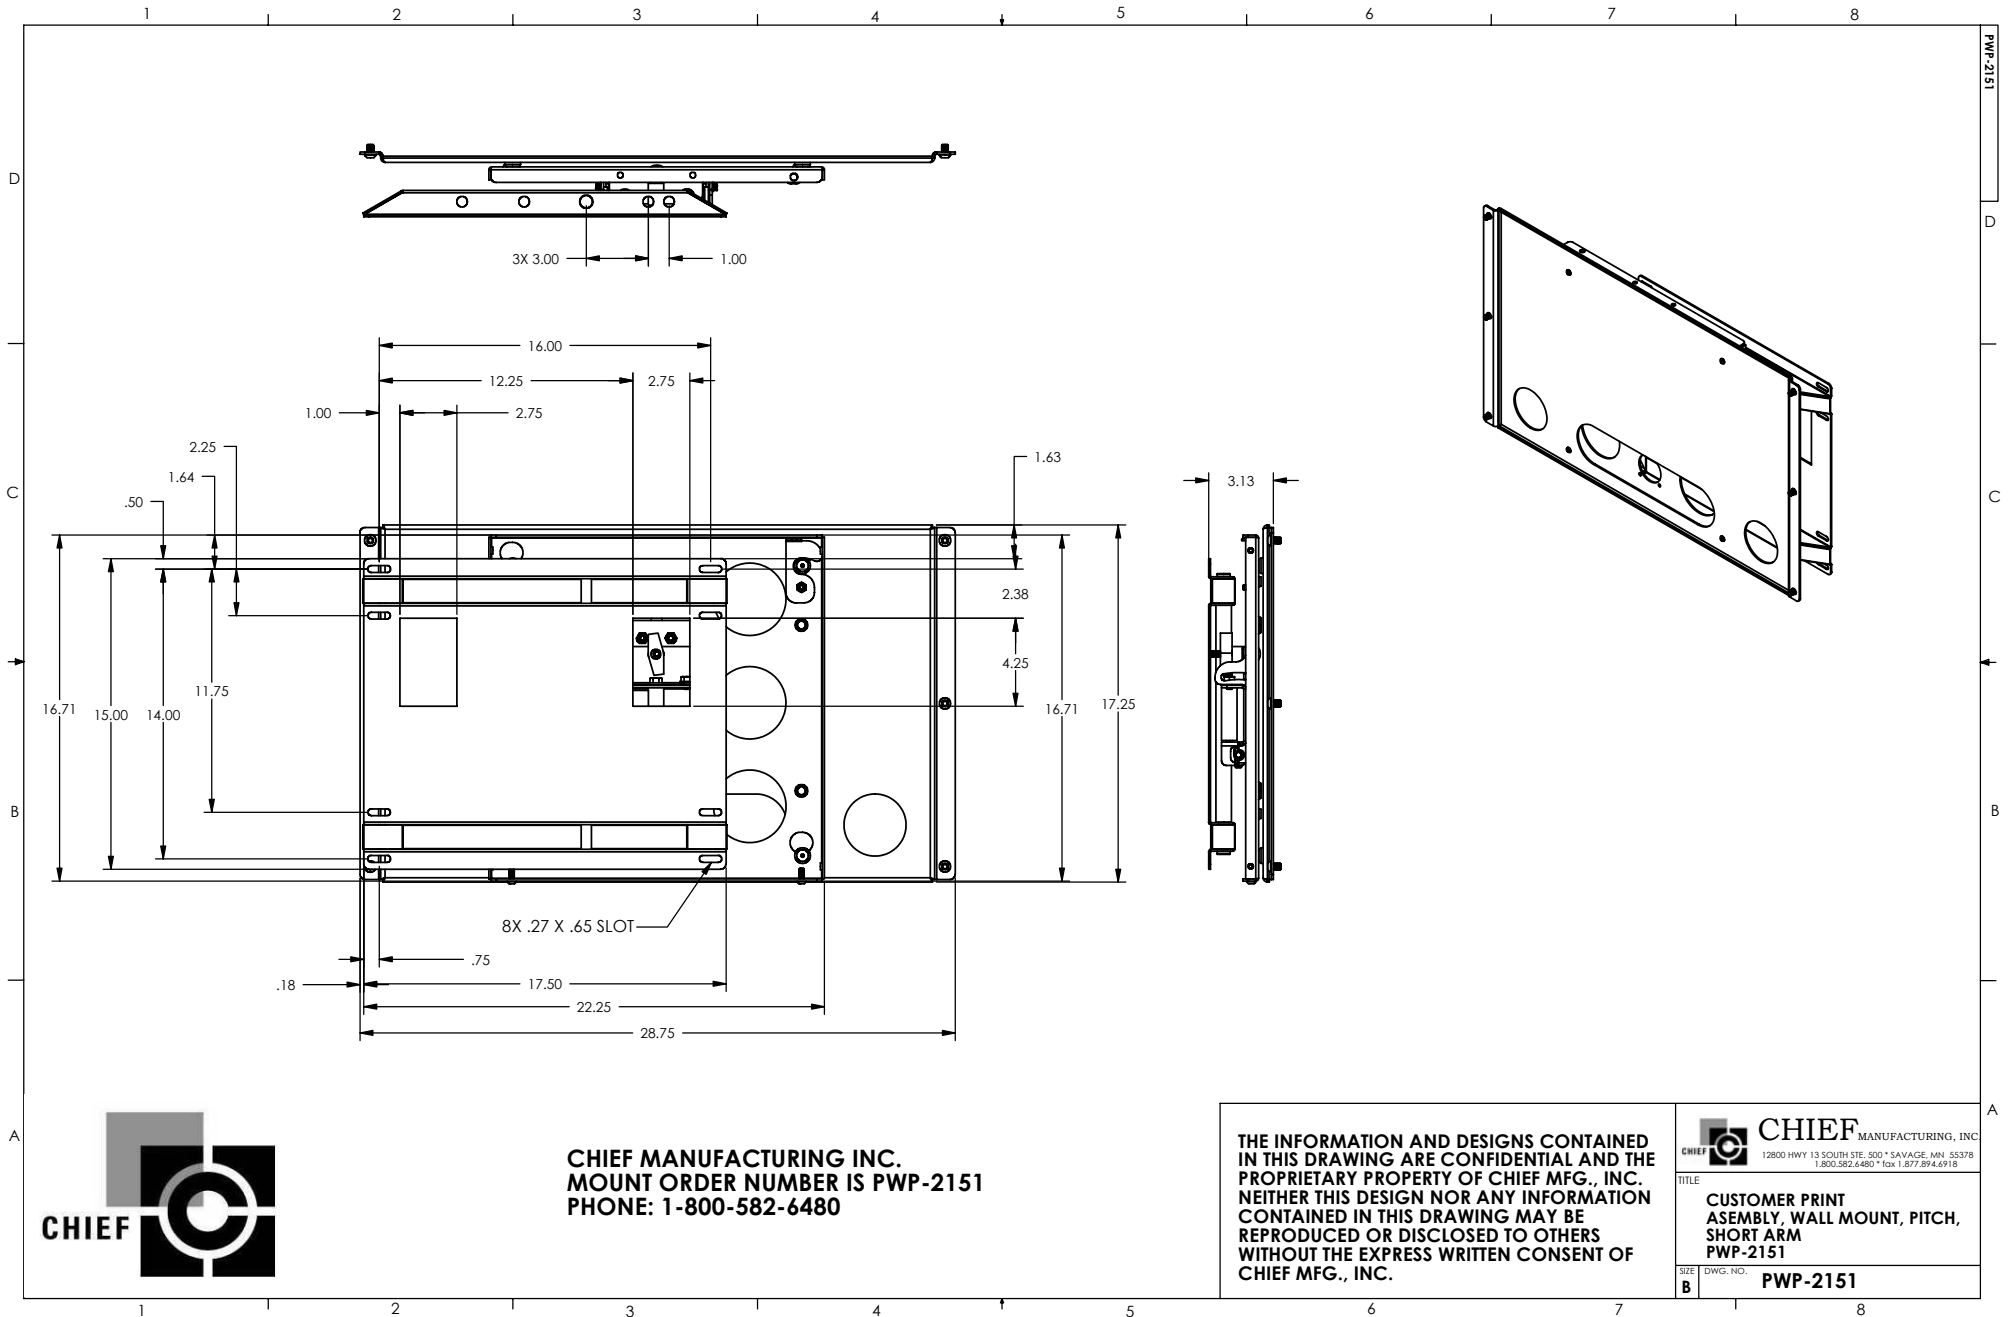 1 2 3 4 5 6 7 8
PWP-2151
D
D
3X 3.00
1.00
16.00
12.25
2.75
1.00
2.75
2.25
1.64
.50
1.63
3.13
C
C
2.38
4.25
11.75
16.71
15.00
14.00
16.71
17.25
B
B
8X .27 X .65 SLOT
.75
.18
17.50
22.25
28.75
A
A
CHIEF
CHIEF MANUFACTURING INC.
MOUNT ORDER NUMBER IS PWP-2151
PHONE: 1-800-582-6480
THE INFORMATION AND DESIGNS CONTAINED
IN THIS DRAWING ARE CONFIDENTIAL AND THE
PROPRIETARY PROPERTY OF CHIEF MFG., INC.
NEITHER THIS DESIGN NOR ANY INFORMATION
CONTAINED IN THIS DRAWING MAY BE
REPRODUCED OR DISCLOSED TO OTHERS
WITHOUT THE EXPRESS WRITTEN CONSENT OF
CHIEF MFG., INC.
CHIEF
CHIEF MANUFACTURING, INC.
12800 HWY 13 SOUTH STE. 500 * SAVAGE, MN 55378
1.800.582.6480 * fax 1.877.894.6918
TITLE
CUSTOMER PRINT
ASEMBLY, WALL MOUNT, PITCH,
SHORT ARM
PWP-2151
SIZE
B
DWG. NO.
PWP-2151
1 2 3 4 5 6 7 8